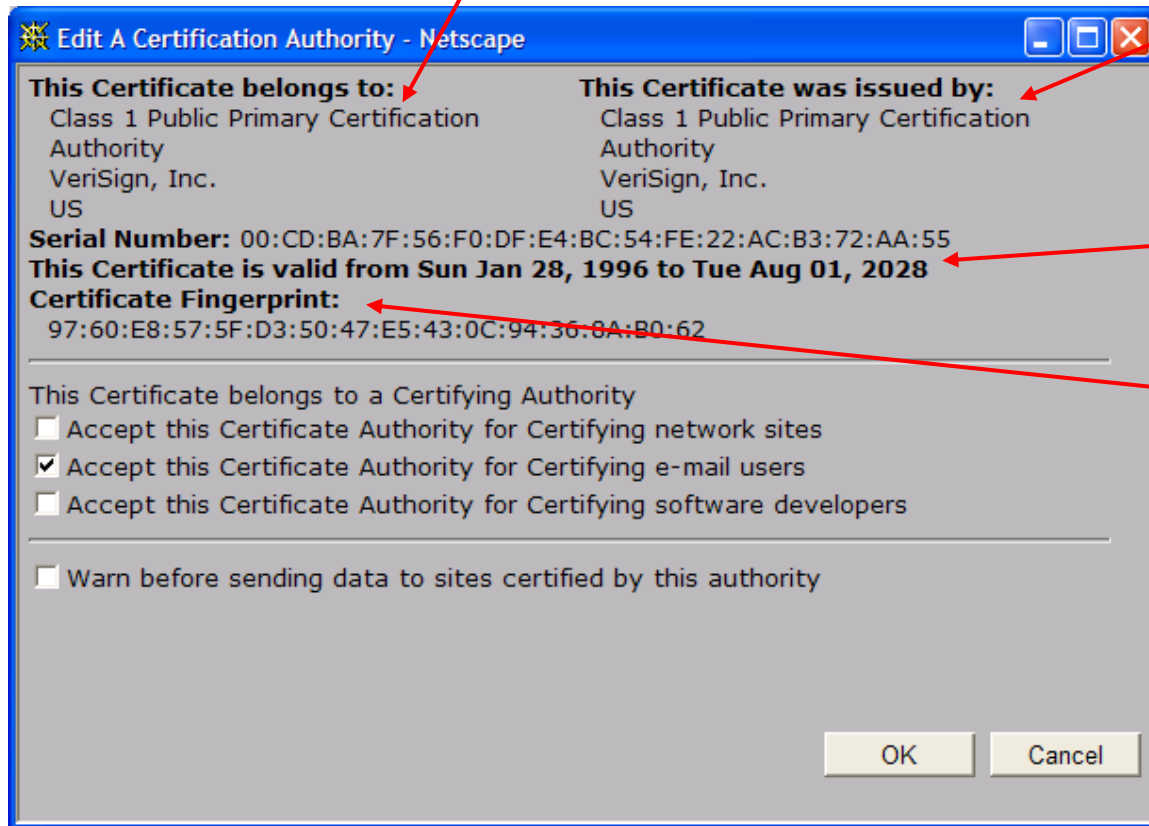 Edit A Certification Authority - Netscape
This Certificate belongs to:
Class 1 Public Primary Certification
Authority
VeriSign, Inc.
US
This Certificate was issued by:
Class 1 Public Primary Certification
Authority
VeriSign, Inc.
US
Serial Number: 00:CD:BA:7F:56:F0:DF:E4:BC:54:FE:22:AC:B3:72:AA:55
This Certificate is valid from Sun Jan 28, 1996 to Tue Aug 01, 2028
Certificate Fingerprint:
97:60:E8:57:5F:D3:50:47:E5:43:0C:94:36:8A:B0:62
This Certificate belongs to a Certifying Authority
Accept this Certificate Authority for Certifying network sites
Accept this Certificate Authority for Certifying e-mail users
Accept this Certificate Authority for Certifying software developers
Warn before sending data to sites certified by this authority
OK
Cancel